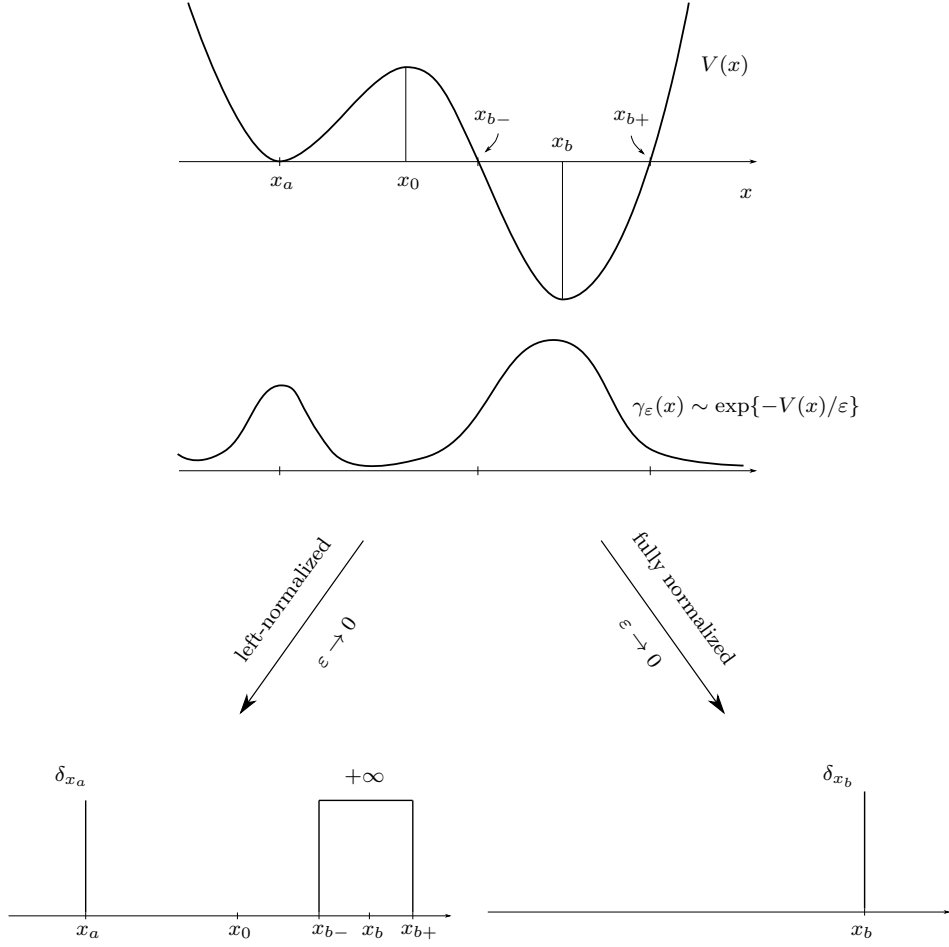 V(x)
x_{b−}
x_{b+}
x_b
x_a
x_0
x
γ_ε(x) ∼ exp{−V(x)/ε}
left-normalized
ε → 0
fully normalized
ε → 0
δ_{x_a}
+∞
δ_{x_b}
x_a
x_0
x_{b−}
x_b
x_{b+}
x_b